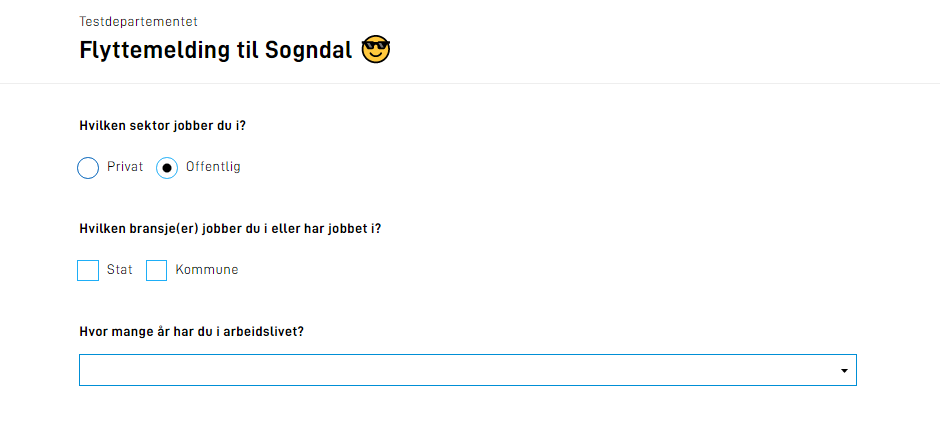 Testdepartementet
Flyttemelding til Sogndal 😎
Hvilken sektor jobber du i?
Privat Offentlig
Hvilken bransje(er) jobber du i eller har jobbet i?
Stat Kommune
Hvor mange år har du i arbeidslivet?